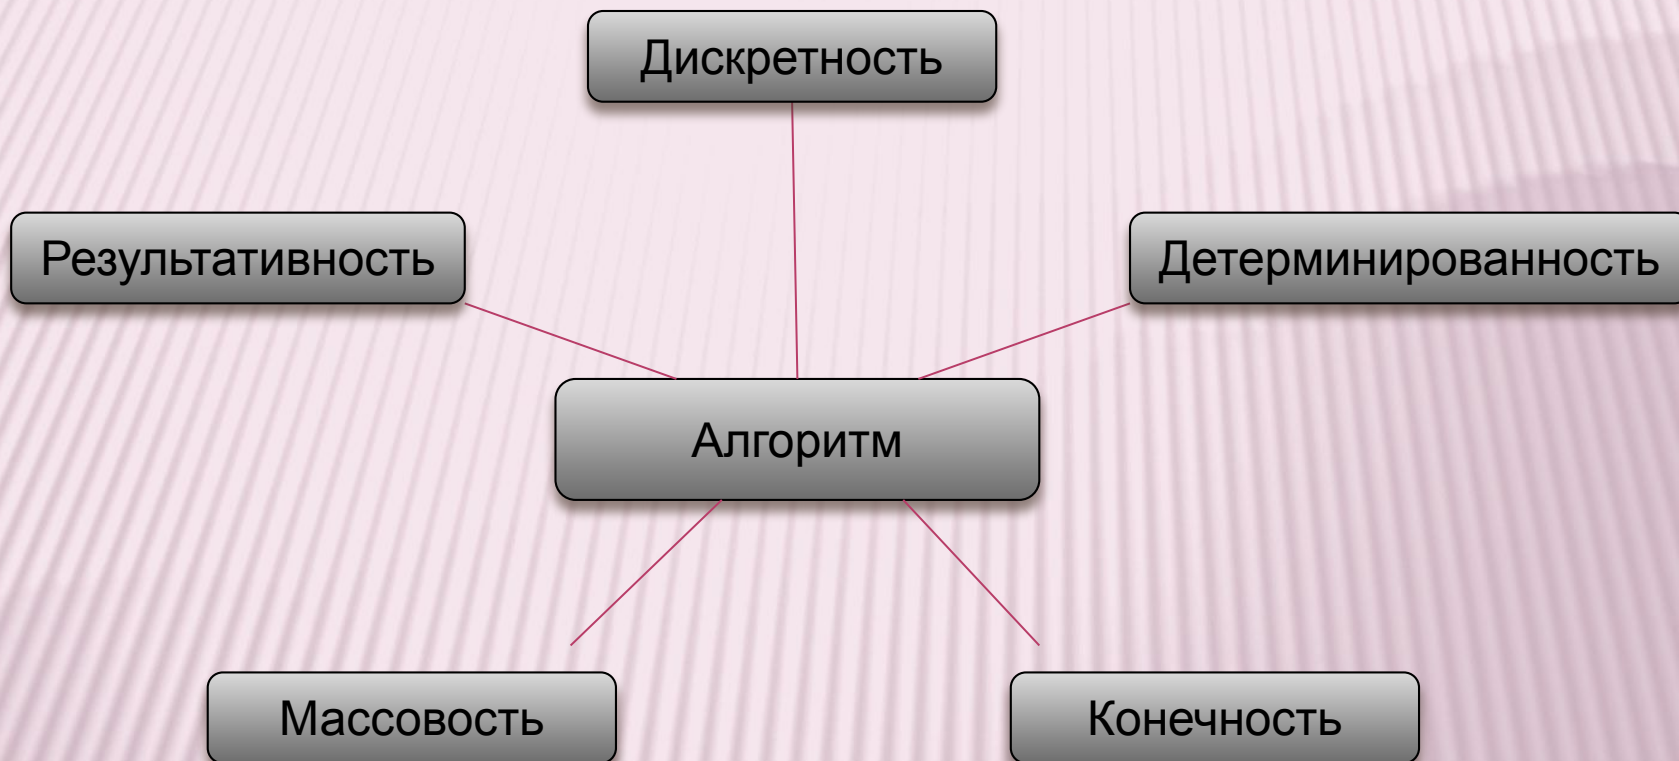 Дискретность
Результативность
Детерминированность
Алгоритм
Массовость
Конечность